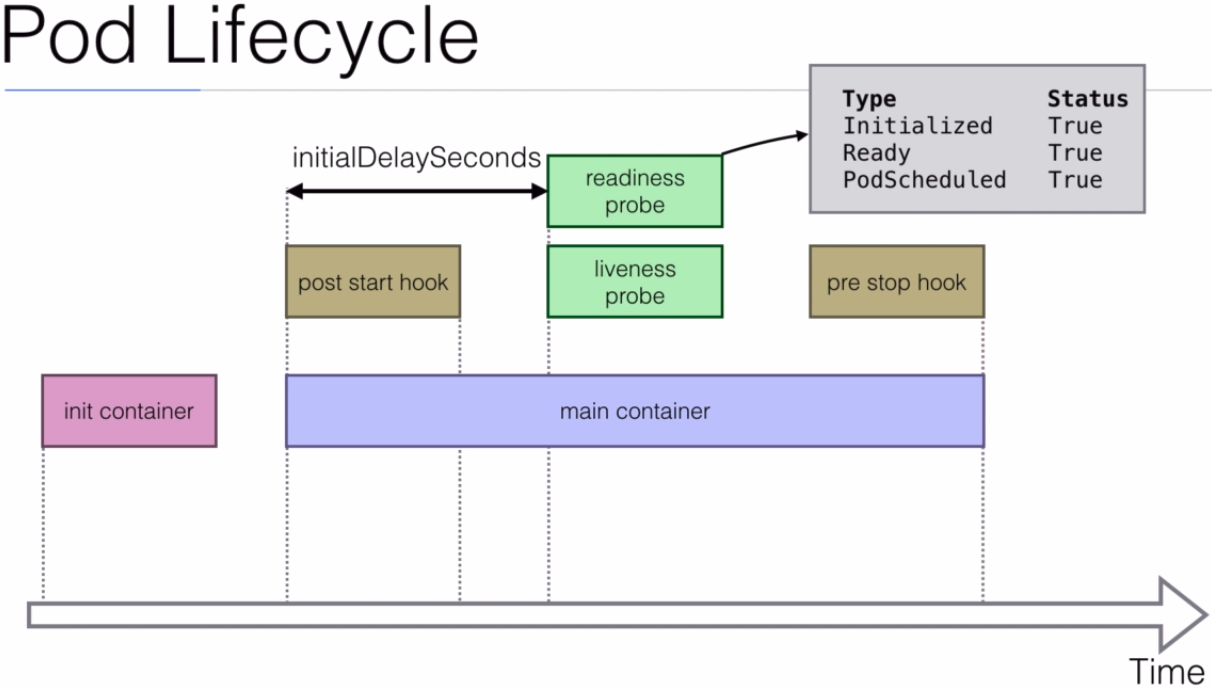 Pod Lifecycle
Type Status
Initialized True
Ready True
PodScheduled True
initialDelaySeconds
readiness
probe
post start hook
liveness
probe
pre stop hook
init container
main container
Time